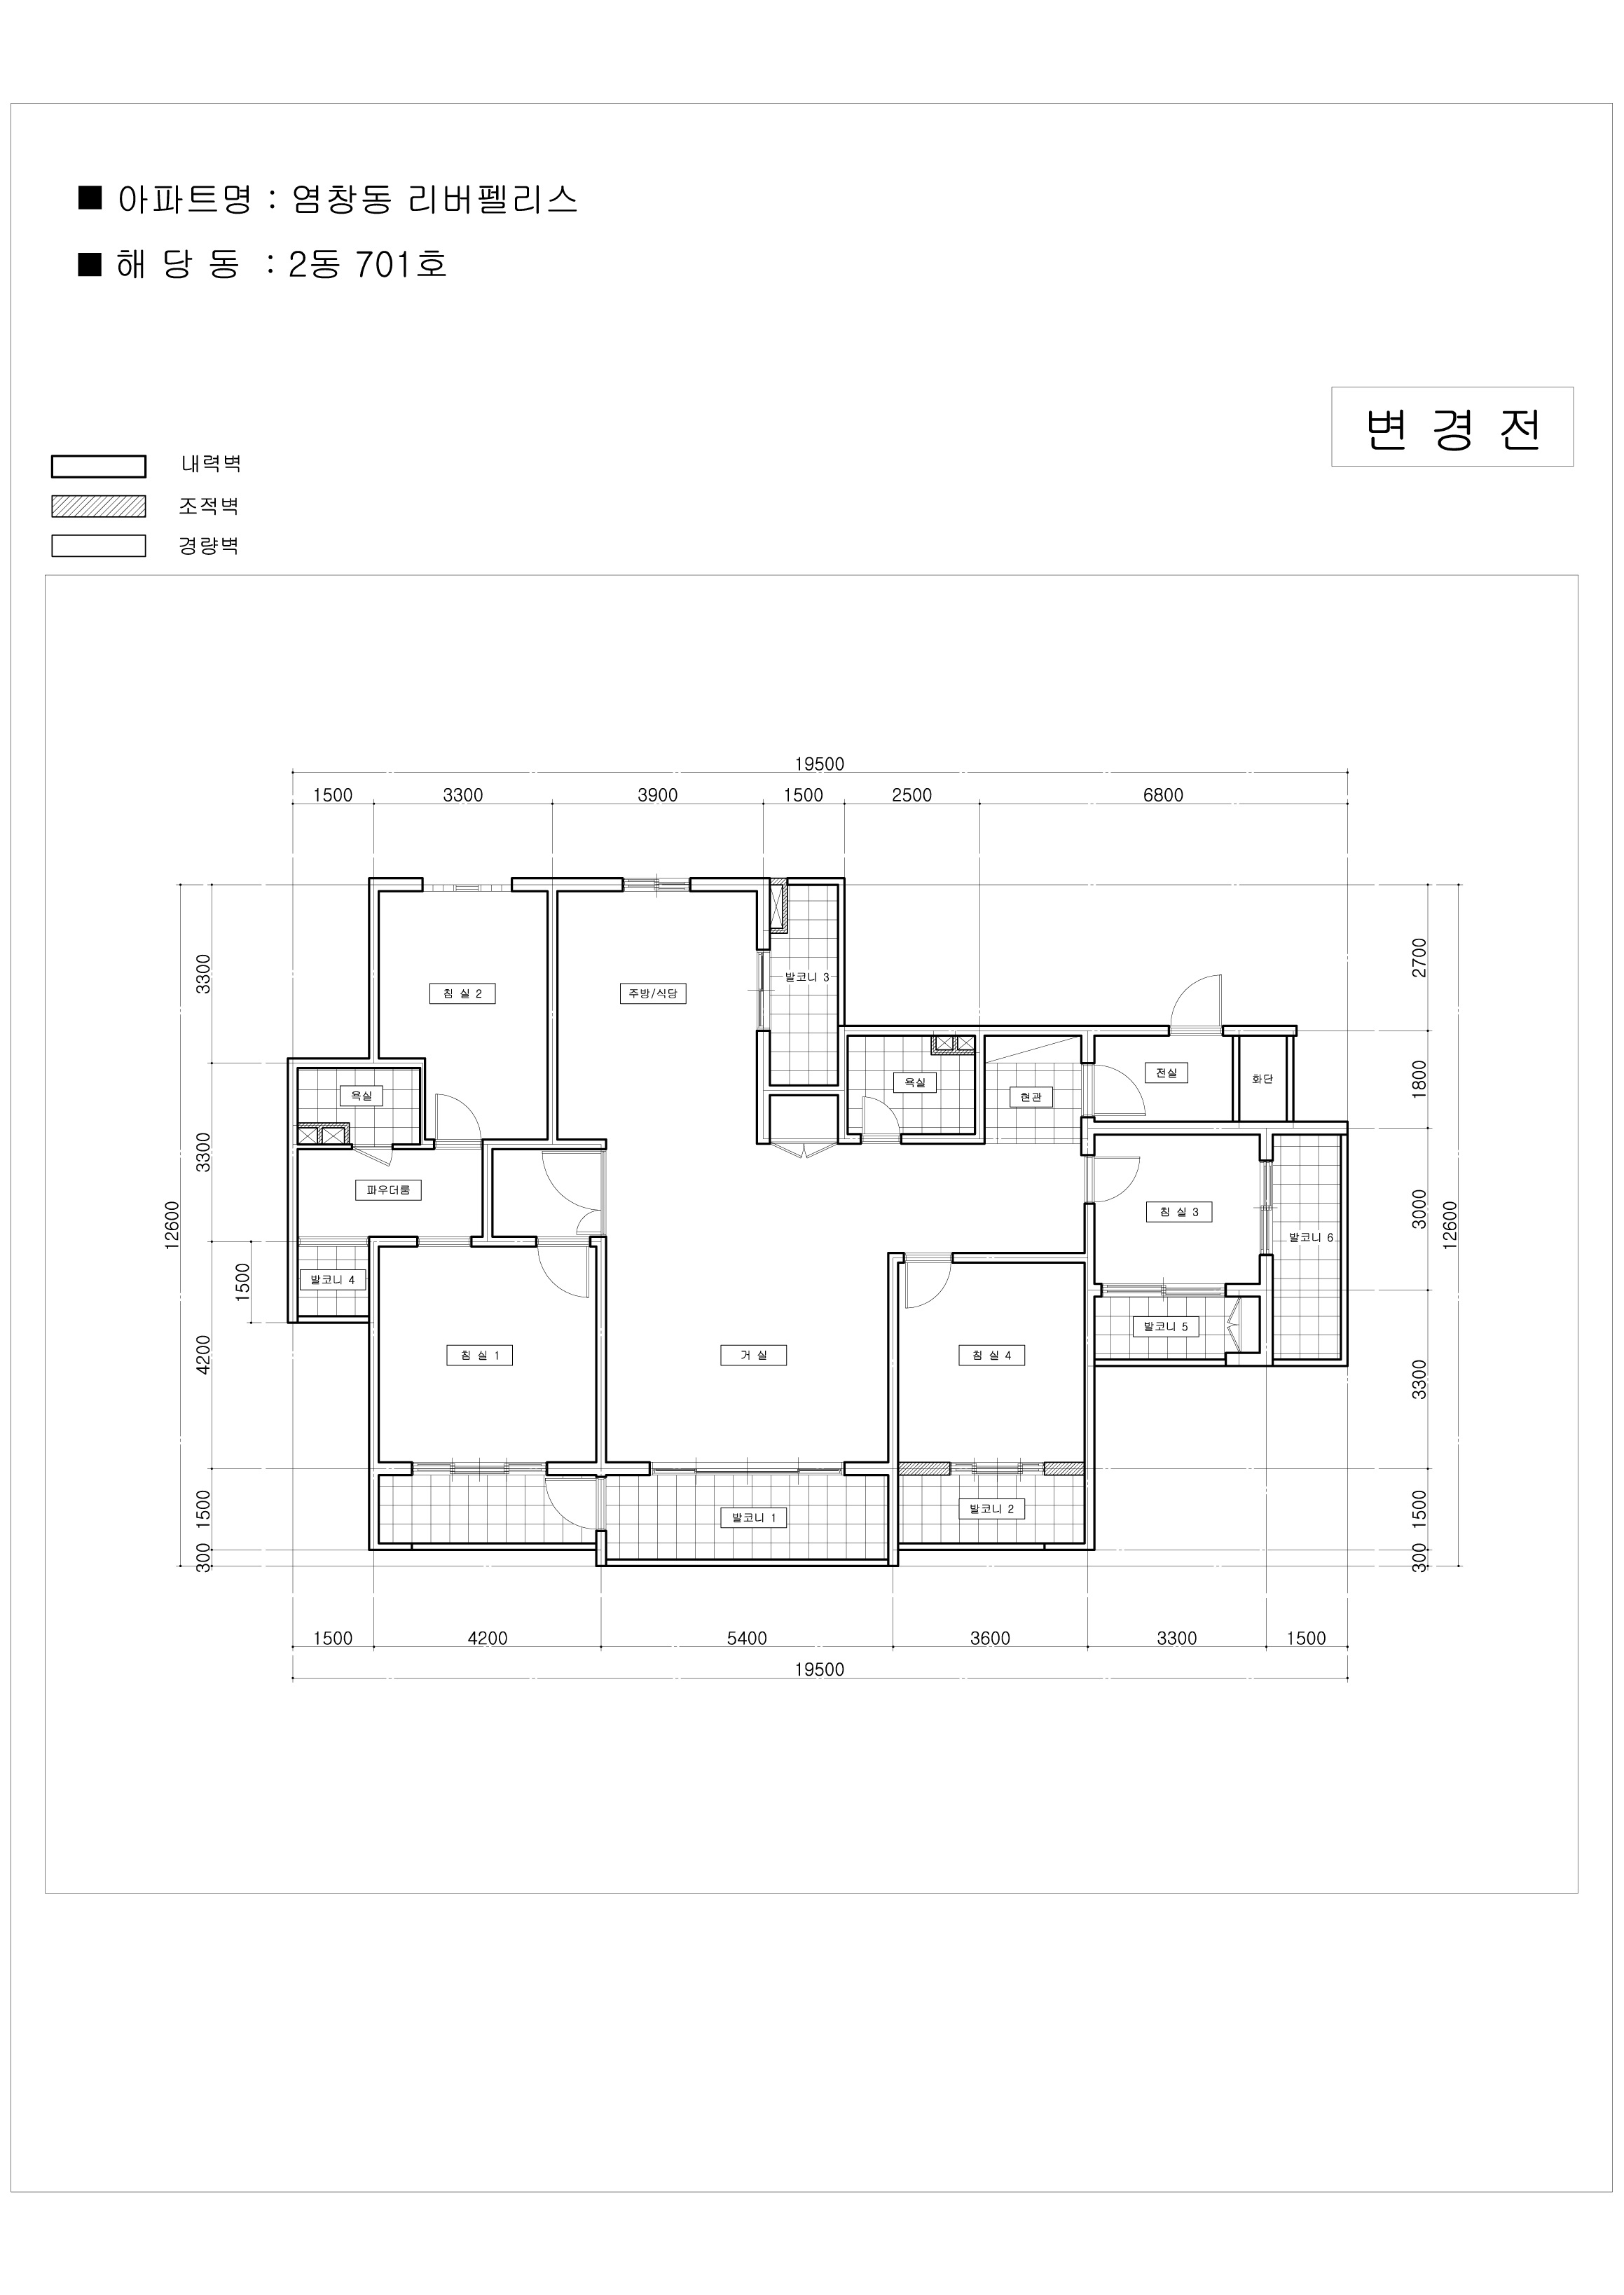 ■ 아파트명 : 염창동 리버펠리스
■ 해 당 동 : 2동 701호
변 경 전
내력벽
조적벽
경량벽
19500
1500 3300 3900 1500 2500 6800
3300
3300
12600
1500
4200
1500
300
2700
1800
3000
12600
3300
1500
300
침 실 2
주방/식당
발코니 3
욕실
욕실
현관
전실
화단
파우더룸
침 실 3
발코니 6
발코니 4
발코니 5
침 실 1
거 실
침 실 4
발코니 1
발코니 2
1500 4200 5400 3600 3300 1500
19500